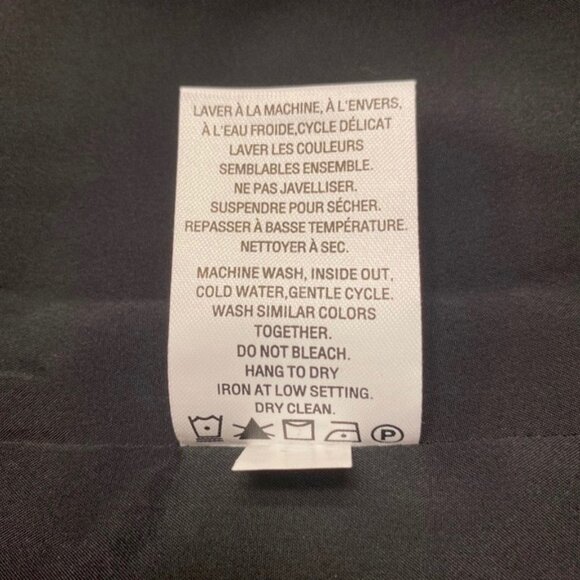 LAVER À LA MACHINE, À L'ENVERS,
À L'EAU FROIDE,CYCLE DÉLICAT
LAVER LES COULEURS
SEMBLABLES ENSEMBLE.
NE PAS JAVELLISER.
SUSPENDRE POUR SÉCHER.
REPASSER À BASSE TEMPÉRATURE.
NETTOYER À SEC.
MACHINE WASH, INSIDE OUT,
COLD WATER,GENTLE CYCLE.
WASH SIMILAR COLORS
TOGETHER.
DO NOT BLEACH.
HANG TO DRY
IRON AT LOW SETTING.
DRY CLEAN.
P